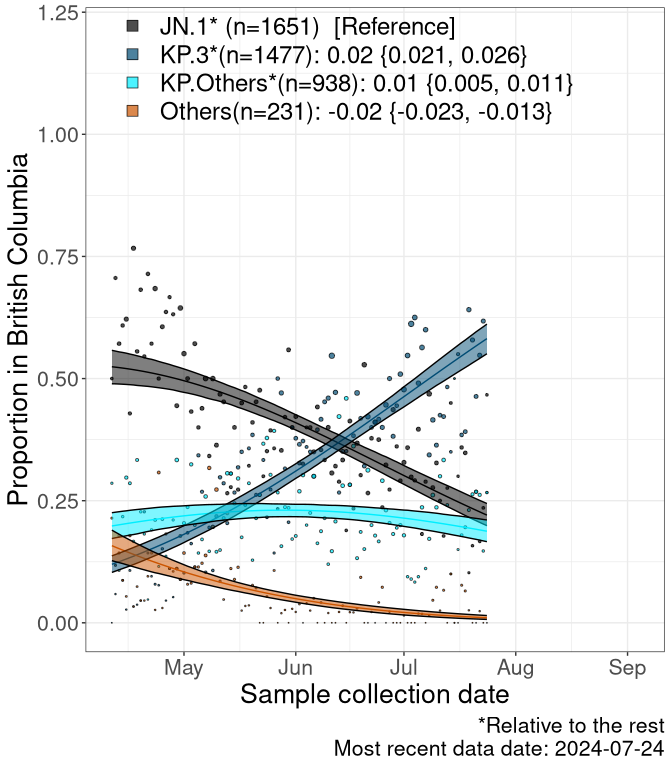 JN.1* (n=1651)  [Reference]
KP.3*(n=1477): 0.02 {0.021, 0.026}
KP.Others*(n=938): 0.01 {0.005, 0.011}
Others(n=231): -0.02 {-0.023, -0.013}
Proportion in British Columbia
1.25
1.00
0.75
0.50
0.25
0.00
May Jun Jul Aug Sep
Sample collection date
*Relative to the rest
Most recent data date: 2024-07-24